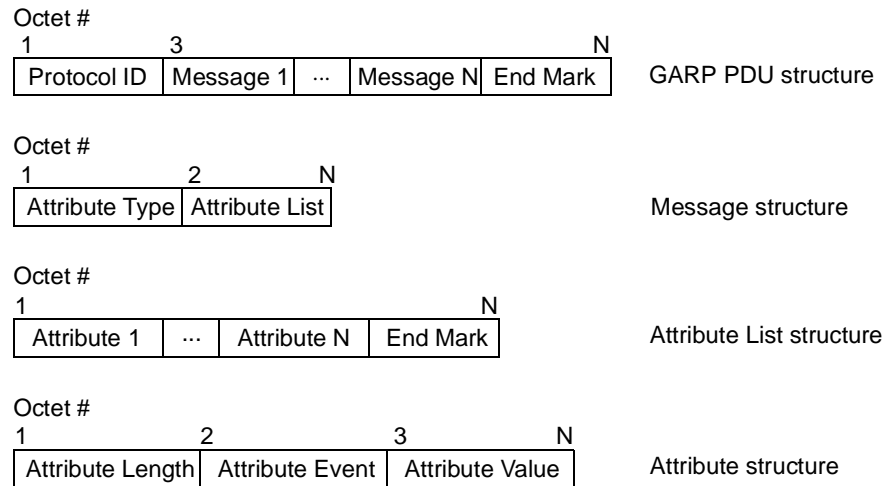 Octet #
1 3 N
Protocol ID Message 1 ... Message N End Mark GARP PDU structure
Octet #
1 2 N
Attribute Type Attribute List Message structure
Octet #
1 N
Attribute 1 ... Attribute N End Mark Attribute List structure
Octet #
1 2 3 N
Attribute Length Attribute Event Attribute Value Attribute structure